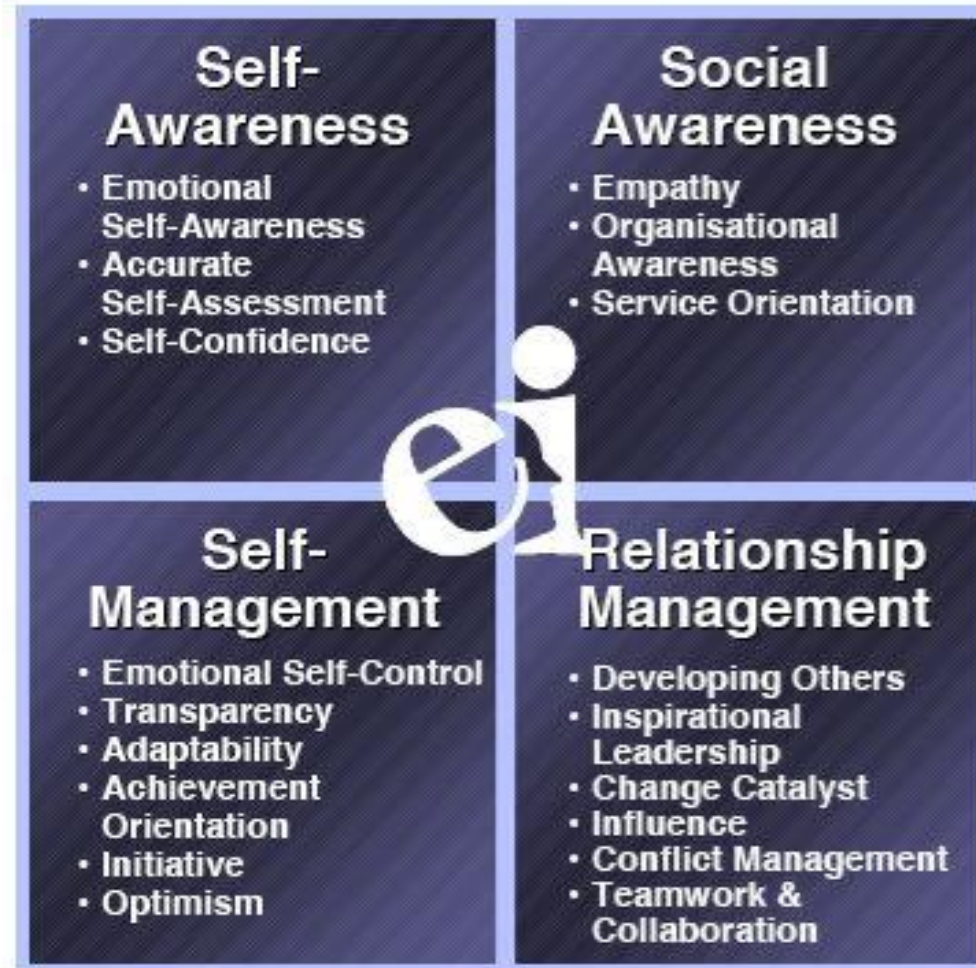 Self-
Awareness
• Emotional
Self-Awareness
• Accurate
Self-Assessment
• Self-Confidence
Social
Awareness
• Empathy
• Organisational
Awareness
• Service Orientation
ei
Self-
Management
• Emotional Self-Control
• Transparency
• Adaptability
• Achievement
Orientation
• Initiative
• Optimism
Relationship
Management
• Developing Others
• Inspirational
Leadership
• Change Catalyst
• Influence
• Conflict Management
• Teamwork &
Collaboration